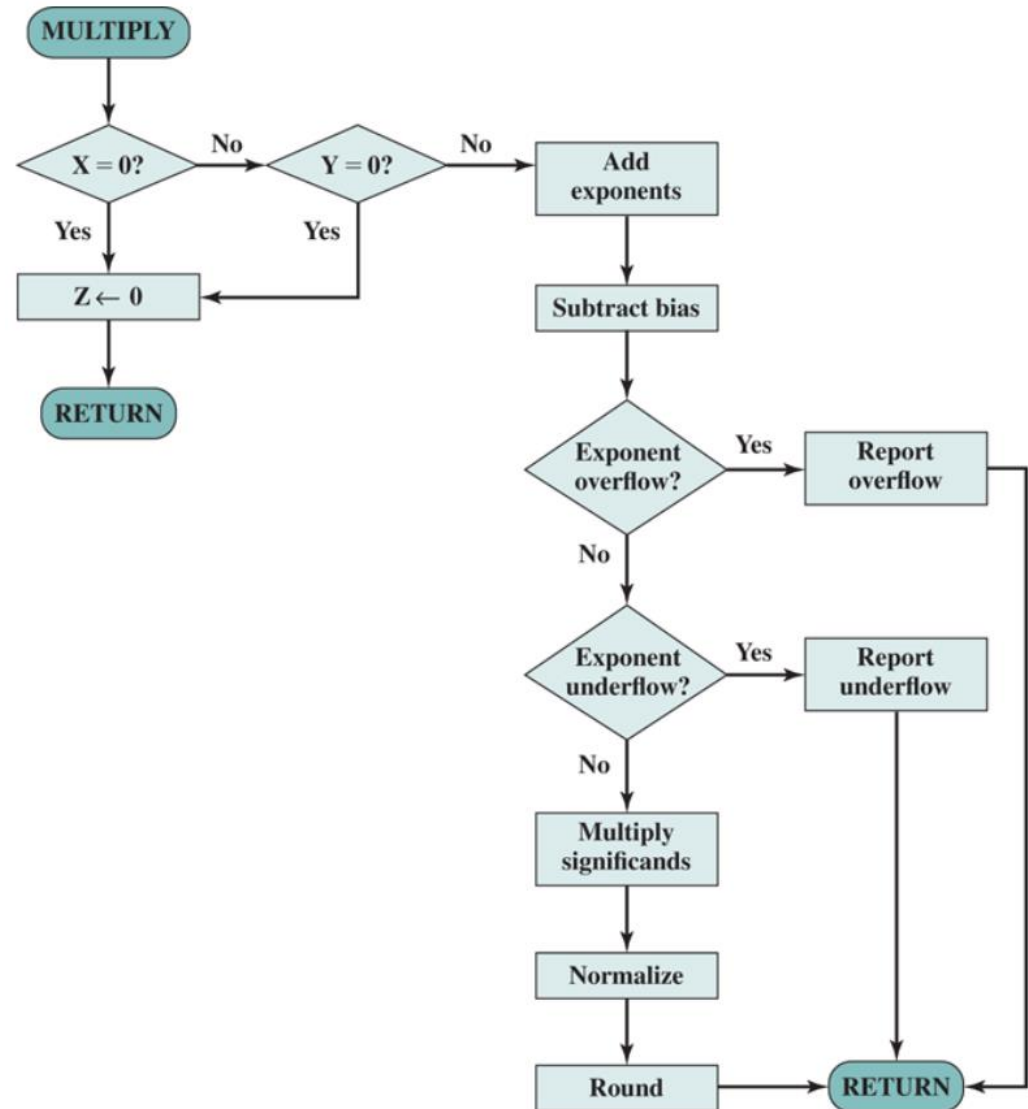 MULTIPLY
X = 0?
No
Y = 0?
No
Add
exponents
Yes
Yes
Z ← 0
Subtract bias
RETURN
Exponent
overflow?
Yes
Report
overflow
No
Exponent
underflow?
Yes
Report
underflow
No
Multiply
significands
Normalize
Round
RETURN